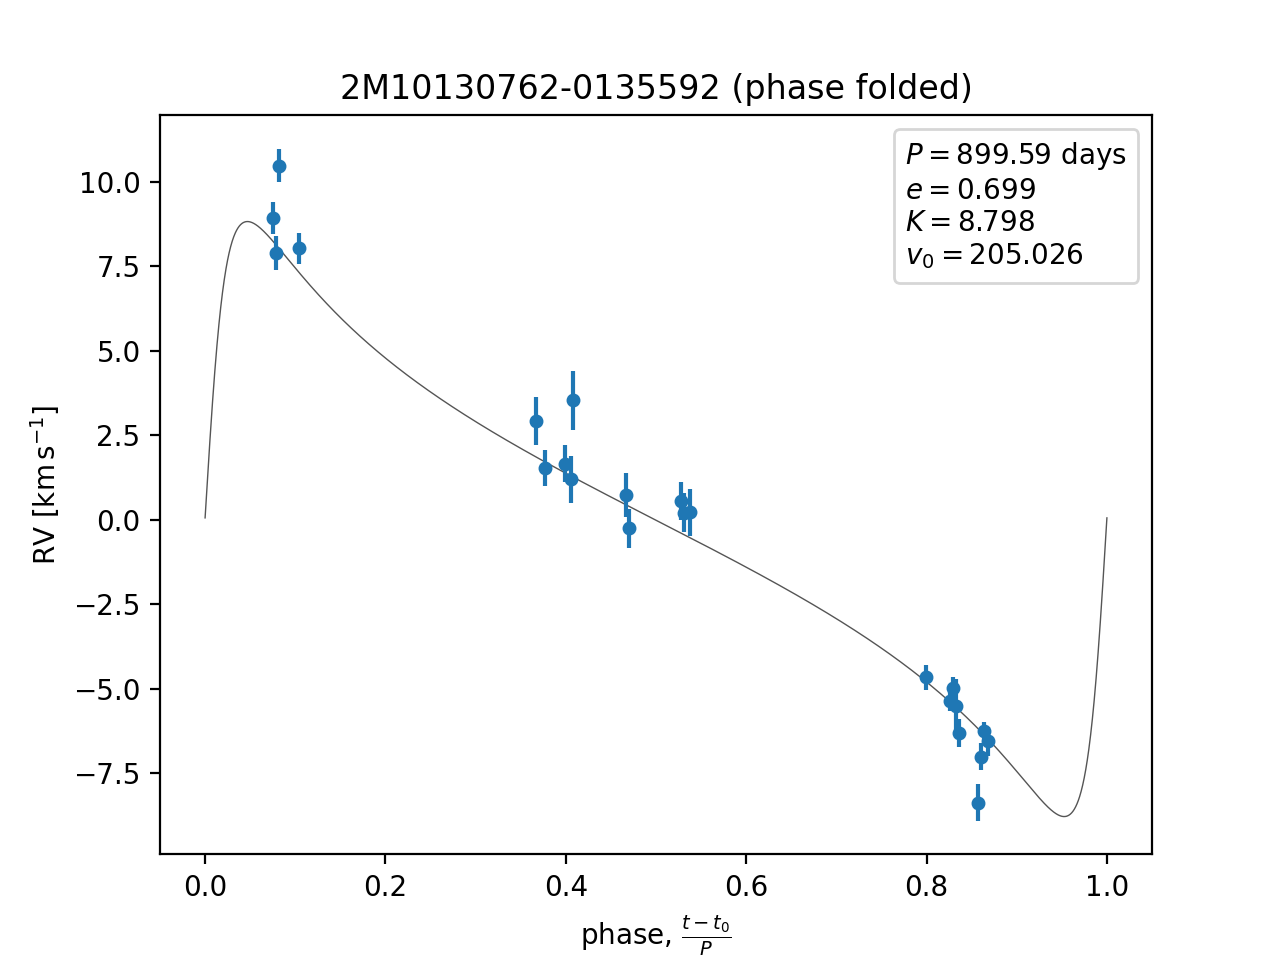 2M10130762-0135592 (phase folded)
P = 899.59 days
e = 0.699
K = 8.798
v₀ = 205.026
10.0
7.5
5.0
2.5
0.0
−2.5
−5.0
−7.5
RV [km s⁻¹]
0.0 0.2 0.4 0.6 0.8 1.0
phase, (t − t₀)/P